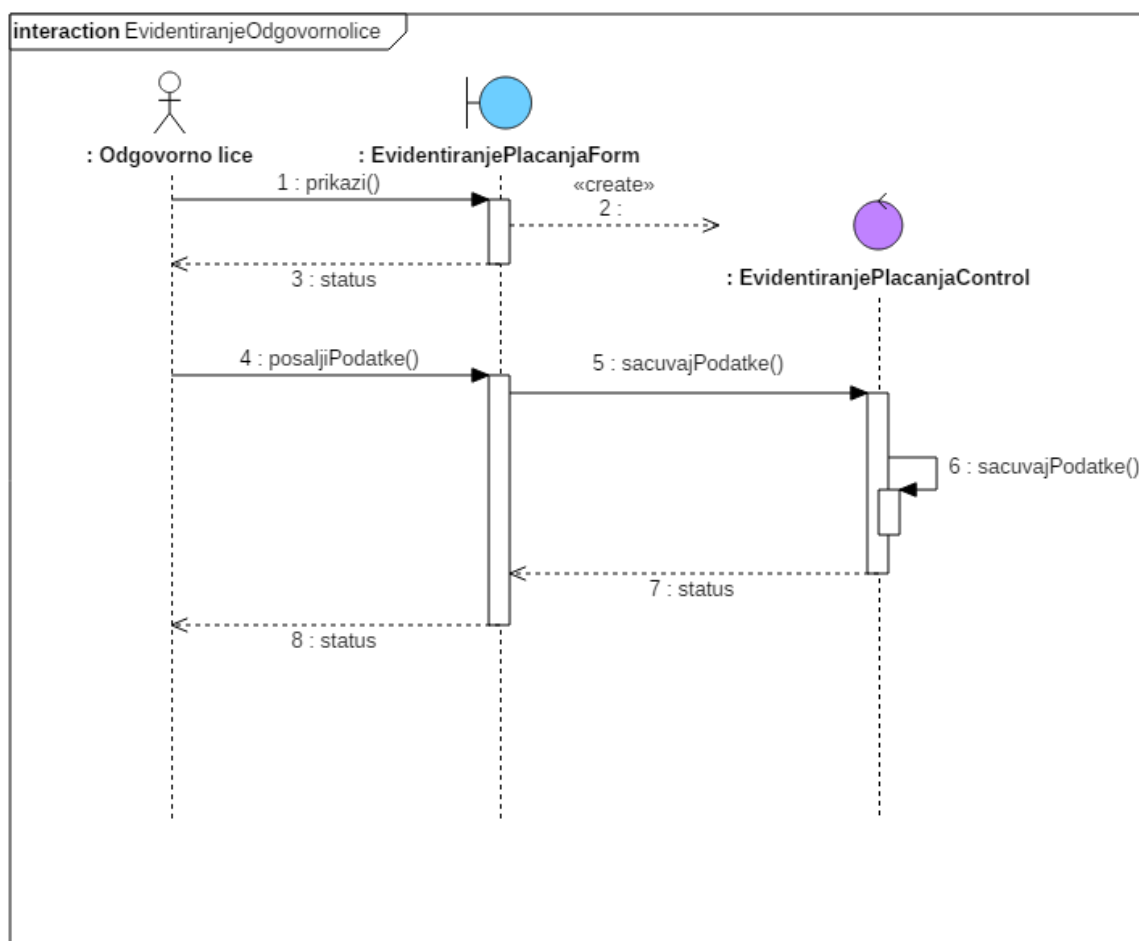 interaction EvidentiranjeOdgovornolice
: Odgovorno lice
: EvidentiranjePlacanjaForm
1 : prikazi()
«create»
2 :
3 : status
: EvidentiranjePlacanjaControl
4 : posaljiPodatke()
5 : sacuvajPodatke()
6 : sacuvajPodatke()
7 : status
8 : status